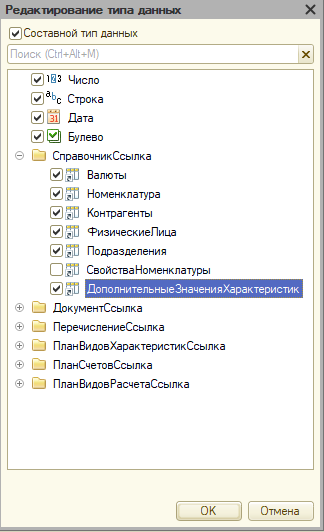 Редактирование типа данных
Составной тип данных
Поиск (Ctrl+Alt+M)
Число
Строка
Дата
Булево
СправочникСсылка
Валюты
Номенклатура
Контрагенты
ФизическиеЛица
Подразделения
СвойстваНоменклатуры
ДополнительныеЗначенияХарактеристик
ДокументСсылка
ПеречислениеСсылка
ПланВидовХарактеристикСсылка
ПланСчетовСсылка
ПланВидовРасчетаСсылка
OK Отмена